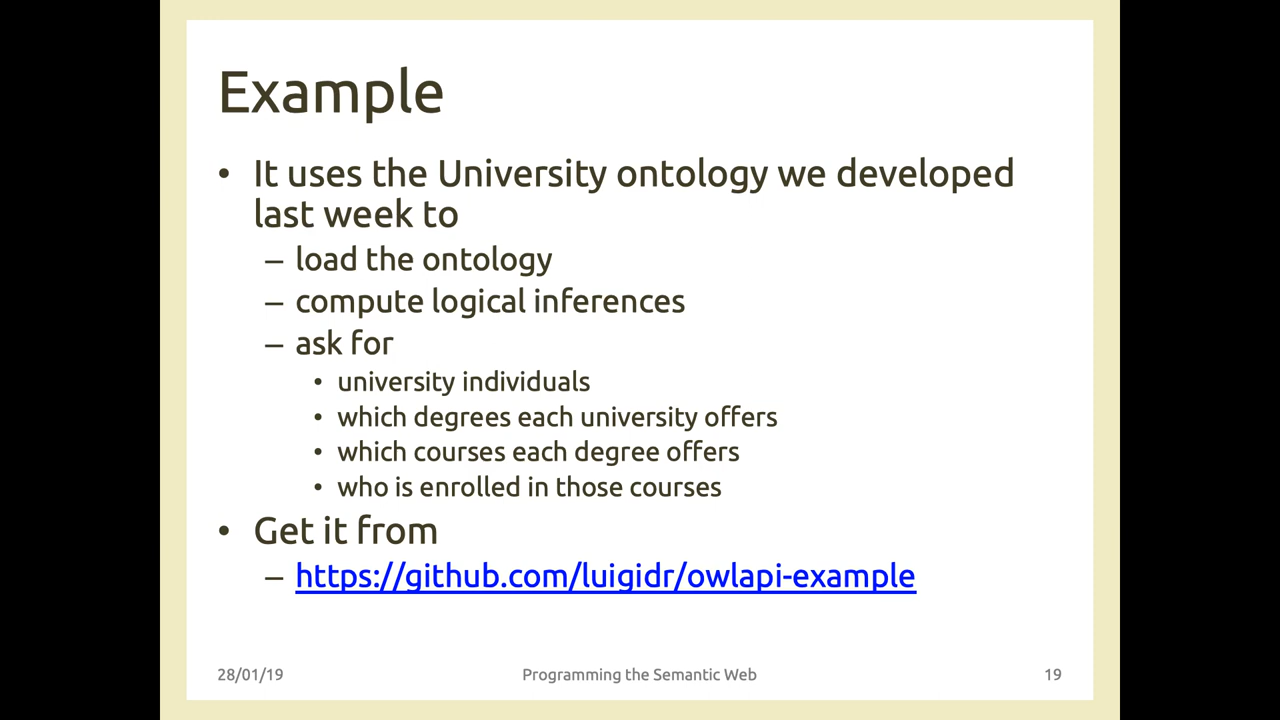 Example
• It uses the University ontology we developed
last week to
– load the ontology
– compute logical inferences
– ask for
• university individuals
• which degrees each university offers
• which courses each degree offers
• who is enrolled in those courses
• Get it from
– https://github.com/luigidr/owlapi-example
28/01/19 Programming the Semantic Web 19